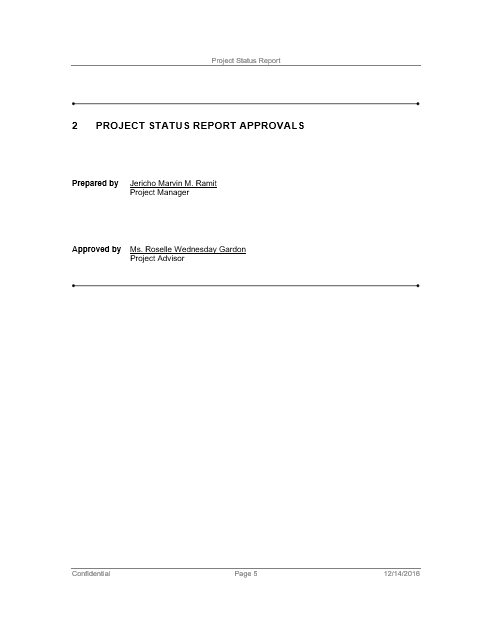 Project Status Report
2 PROJECT STATUS REPORT APPROVALS
Prepared by Jericho Marvin M. Ramit
Project Manager
Approved by Ms. Roselle Wednesday Gardon
Project Advisor
Confidential Page 5 12/14/2016